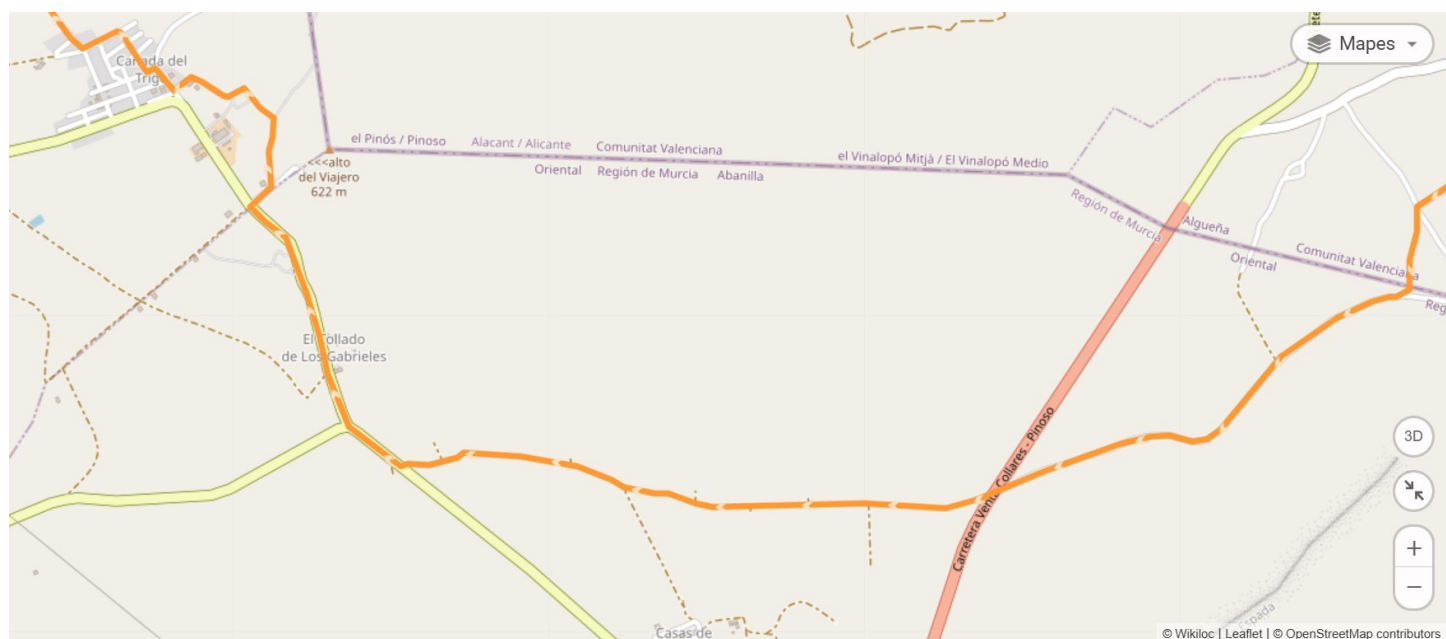 Mapes
Cañada del
Trigo
el Pinós / Pinoso
Alacant / Alicante
Comunitat Valenciana
el Vinalopó Mitjà / El Vinalopó Medio
<<<alto
del Viajero
622 m
Oriental
Región de Murcia
Abanilla
Región de Murcia
Algueña
Oriental
Comunitat Valenciana
Reg
El Collado
de Los Gabrieles
Carretera Venta Collares - Pinoso
3D
+
−
Espada
Casas de
© Wikiloc | Leaflet | © OpenStreetMap contributors